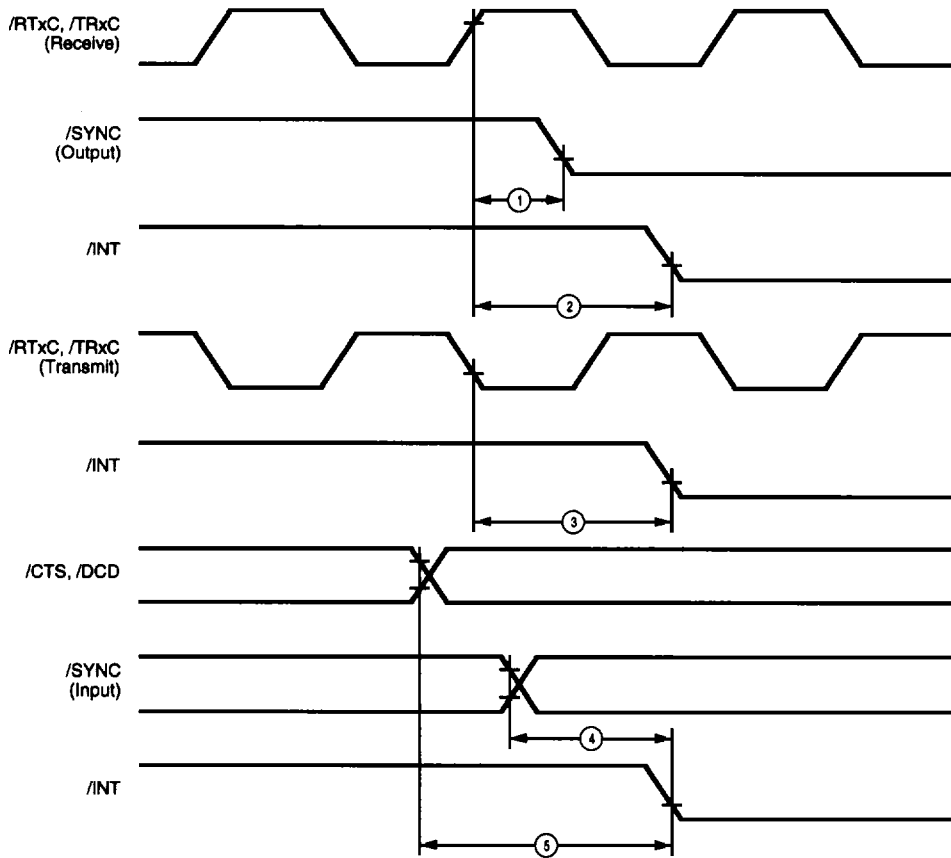 /RTxC, /TRxC
(Receive)
/SYNC
(Output)
1
/INT
2
/RTxC, /TRxC
(Transmit)
/INT
3
/CTS, /DCD
/SYNC
(Input)
4
/INT
5